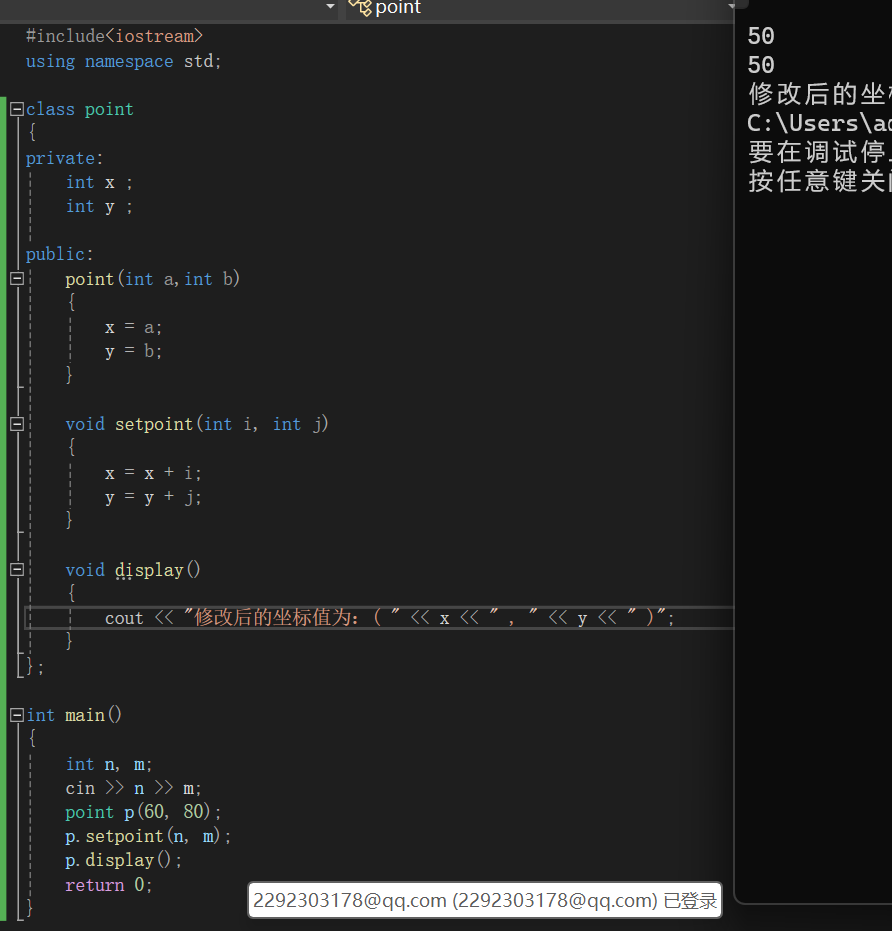 point
#include<iostream>
using namespace std;
class point
{
private:
int x ;
int y ;
public:
point(int a,int b)
{
x = a;
y = b;
}
void setpoint(int i, int j)
{
x = x + i;
y = y + j;
}
void display()
{
cout << "修改后的坐标值为：( " << x << " , " << y << " )";
}
};
int main()
{
int n, m;
cin >> n >> m;
point p(60, 80);
p.setpoint(n, m);
p.display();
return 0;
}
50
50
修改后的坐
C:\Users\a
要在调试停
按任意键关
2292303178@qq.com (2292303178@qq.com) 已登录